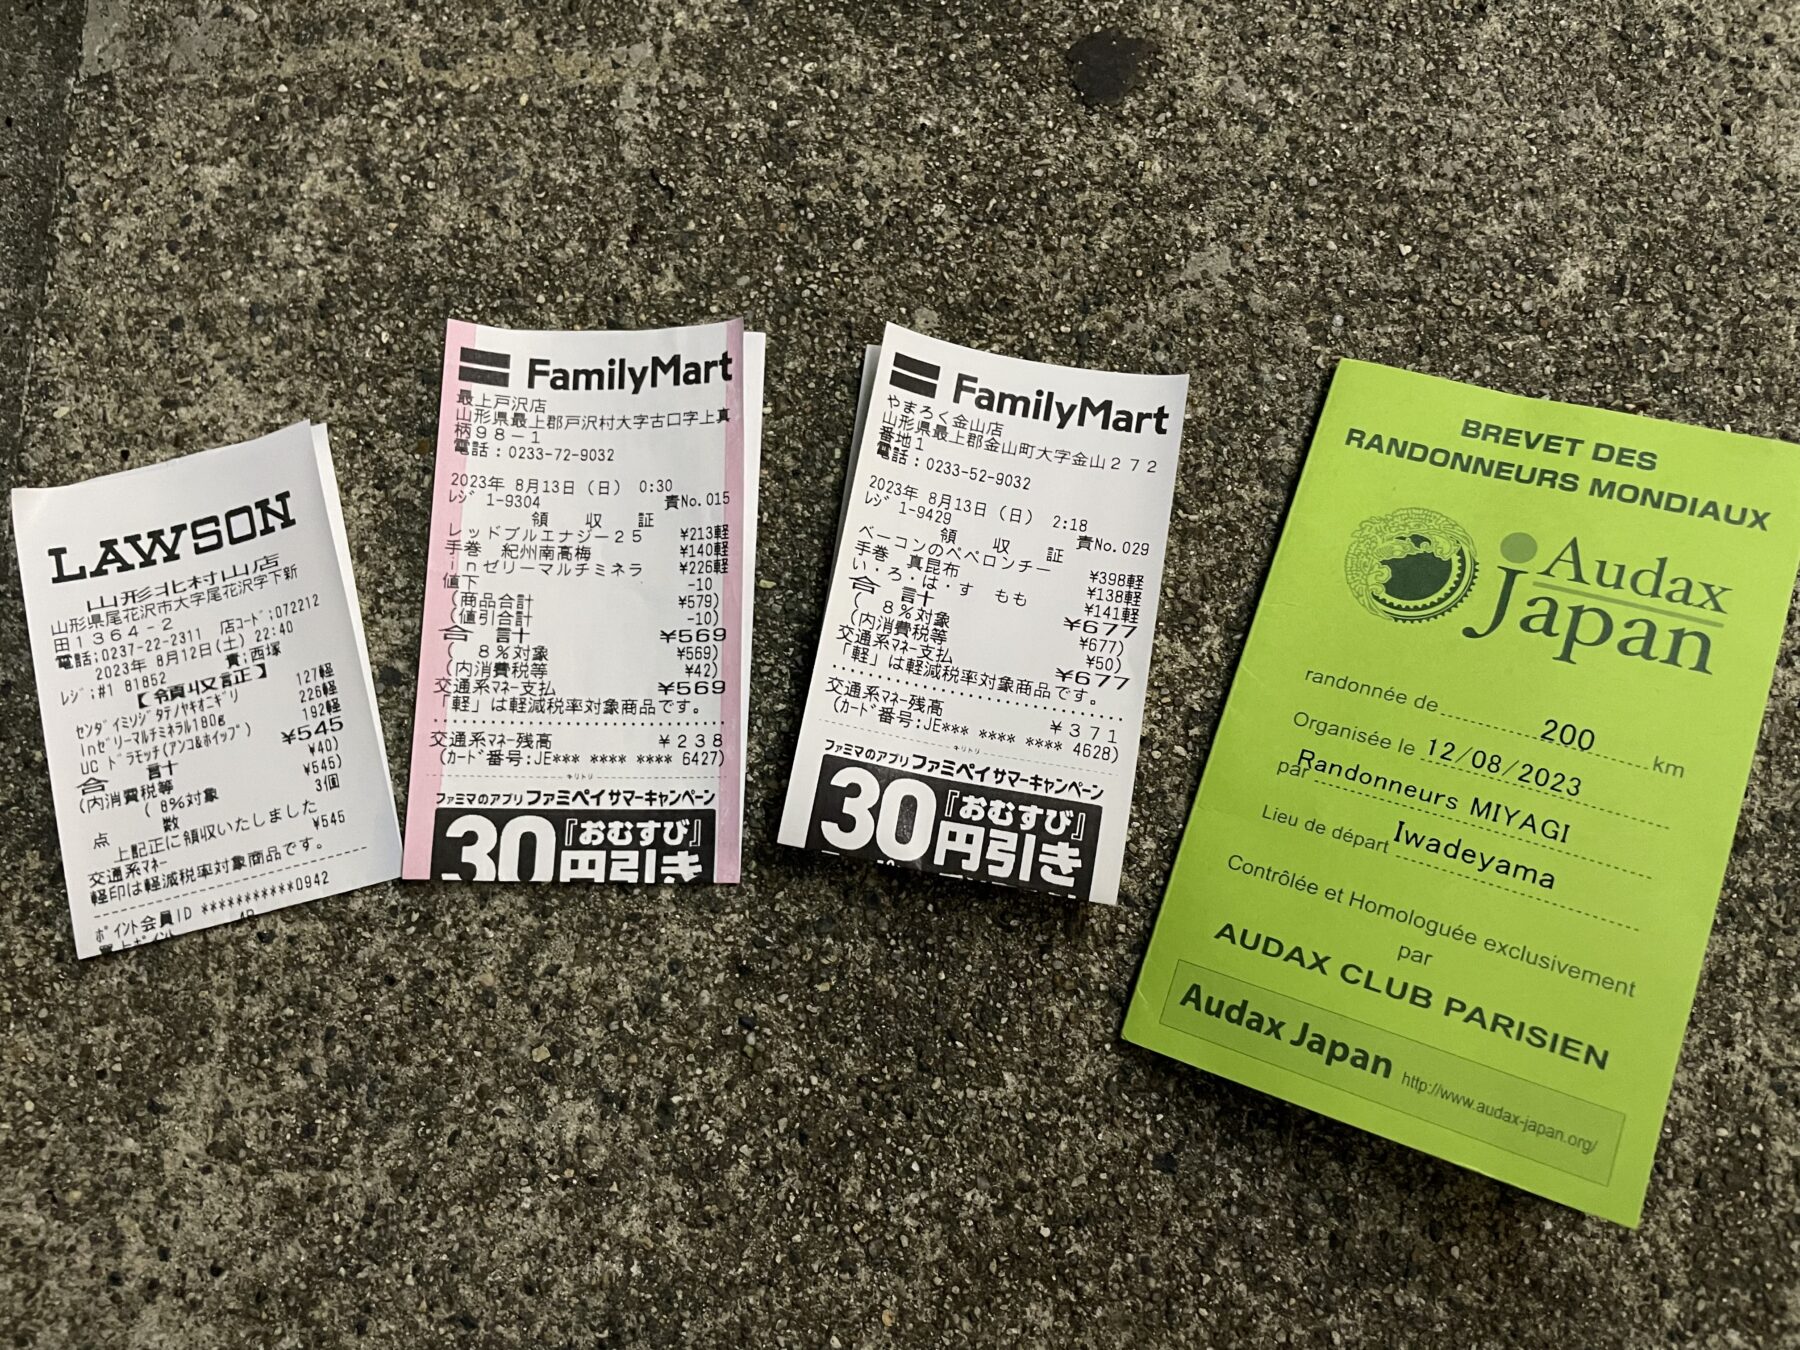 LAWSON
山形北村山店
山形県尾花沢市大字尾花沢字下新
田1364-2
電話;0237-22-2311 店コード;072212
2023年 8月12日(土) 22:40
レジ;#1 81852 責;西塚
【領収証】
センダイミソジタテノヤキオニギリ 127軽
inゼリーマルチミネラル180g 226軽
UC ドラモッチ(アンコ&ホイップ) 192軽
合 計 ¥545
(内消費税等 ¥40)
( 8%対象 ¥545)
点 数 3個
上記正に領収いたしました
交通系マネー ¥545
軽印は軽減税率対象商品です。
ポイント会員ID ***********0942
FamilyMart
最上戸沢店
山形県最上郡戸沢村大字古口字上真
柄98-1
電話:0233-72-9032
2023年 8月13日(日) 0:30
レジ 1-9304 責No.015
領 収 証
レッドブルエナジー25 ¥213軽
手巻 紀州南高梅 ¥140軽
inゼリーマルチミネラ ¥226軽
値下 -10
(商品合計 ¥579)
(値引合計 -10)
合 計 ¥569
( 8%対象 ¥569)
(内消費税等 ¥42)
交通系マネー支払 ¥569
「軽」は軽減税率対象商品です。
交通系マネー残高 ¥238
(カード番号:JE*** **** **** 6427)
キリトリ
ファミマのアプリ ファミペイ サマーキャンペーン
30円引き 『おむすび』
FamilyMart
やまろく金山店
山形県最上郡金山町大字金山272
番地1
電話:0233-52-9032
2023年 8月13日(日) 2:18
レジ 1-9429 責No.029
領 収 証
ベーコンのペペロンチー ¥398軽
手巻 真昆布 ¥138軽
い・ろ・は・す もも ¥141軽
合 計 ¥677
( 8%対象 ¥677)
(内消費税等 ¥50)
交通系マネー支払 ¥677
「軽」は軽減税率対象商品です。
交通系マネー残高 ¥371
(カード番号:JE*** **** **** 4628)
キリトリ
ファミマのアプリ ファミペイ サマーキャンペーン
30円引き 『おむすび』
BREVET DES
RANDONNEURS MONDIAUX
Audax
Japan
randonnée de 200 km
Organisée le 12/08/2023
par Randonneurs MIYAGI
Lieu de départ Iwadeyama
Contrôlée et Homologuée exclusivement
par
AUDAX CLUB PARISIEN
Audax Japan http://www.audax-japan.org/